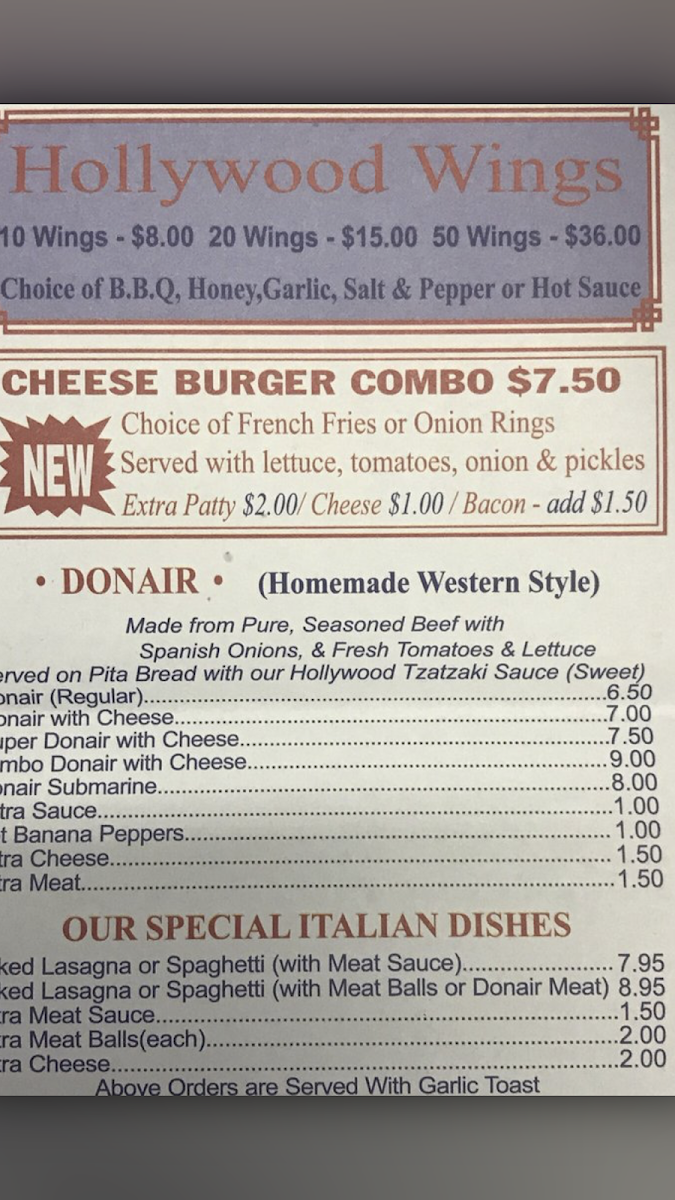 Hollywood Wings
10 Wings - $8.00 20 Wings - $15.00 50 Wings - $36.00
Choice of B.B.Q, Honey,Garlic, Salt & Pepper or Hot Sauce
CHEESE BURGER COMBO $7.50
NEW
Choice of French Fries or Onion Rings
Served with lettuce, tomatoes, onion & pickles
Extra Patty $2.00/ Cheese $1.00 / Bacon - add $1.50
• DONAIR • (Homemade Western Style)
Made from Pure, Seasoned Beef with
Spanish Onions, & Fresh Tomatoes & Lettuce
erved on Pita Bread with our Hollywood Tzatzaki Sauce (Sweet)
onair (Regular)..........6.50
onair with Cheese..........7.00
uper Donair with Cheese..........7.50
mbo Donair with Cheese..........9.00
onair Submarine..........8.00
tra Sauce..........1.00
t Banana Peppers..........1.00
tra Cheese..........1.50
ra Meat..........1.50
OUR SPECIAL ITALIAN DISHES
ked Lasagna or Spaghetti (with Meat Sauce)..........7.95
ked Lasagna or Spaghetti (with Meat Balls or Donair Meat) 8.95
ra Meat Sauce..........1.50
ra Meat Balls(each)..........2.00
ra Cheese..........2.00
Above Orders are Served With Garlic Toast